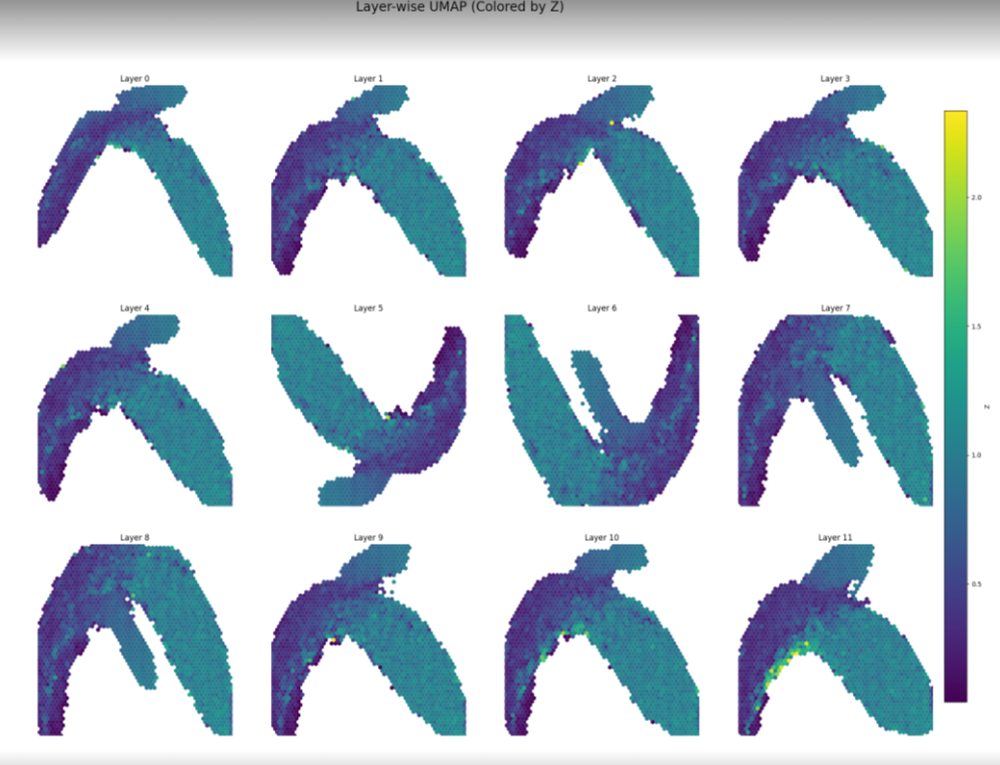 Layer-wise UMAP (Colored by Z)
Layer 0
Layer 1
Layer 2
Layer 3
Layer 4
Layer 5
Layer 6
Layer 7
Layer 8
Layer 9
Layer 10
Layer 11
2.0
1.5
Z
1.0
0.5